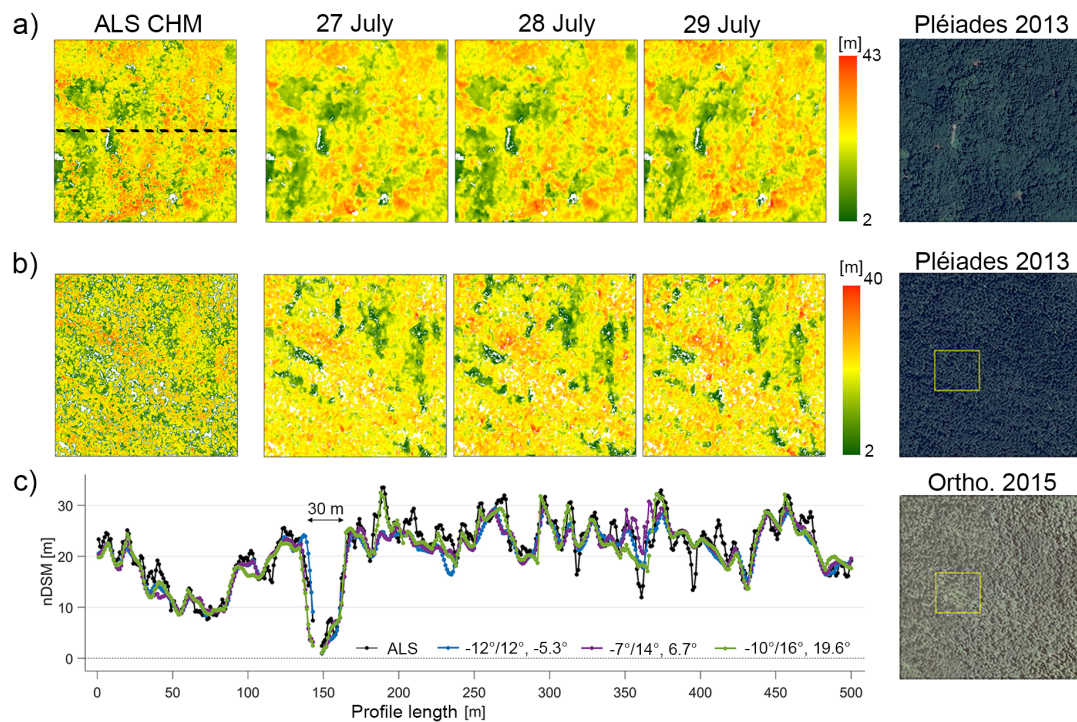 a) ALS CHM 27 July 28 July 29 July Pléiades 2013
[m]
43
2
b) Pléiades 2013
[m]
40
2
c) Ortho. 2015
30 m
nDSM [m]
30
20
10
0
ALS -12°/12°, -5.3° -7°/14°, 6.7° -10°/16°, 19.6°
0 50 100 150 200 250 300 350 400 450 500
Profile length [m]